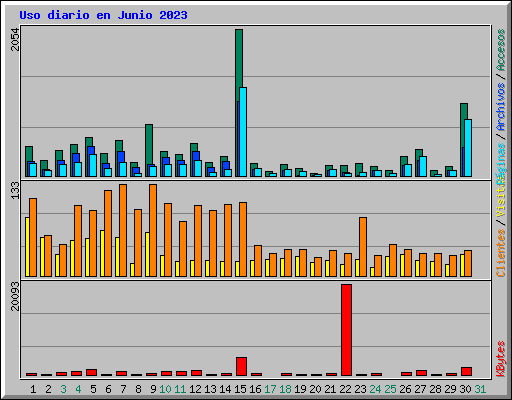 Uso diario en Junio 2023
2054
133
20093
Accesos / Archivos / Páginas
Clientes / visitas
KBytes
1 2 3 4 5 6 7 8 9 10 11 12 13 14 15 16 17 18 19 20 21 22 23 24 25 26 27 28 29 30 31